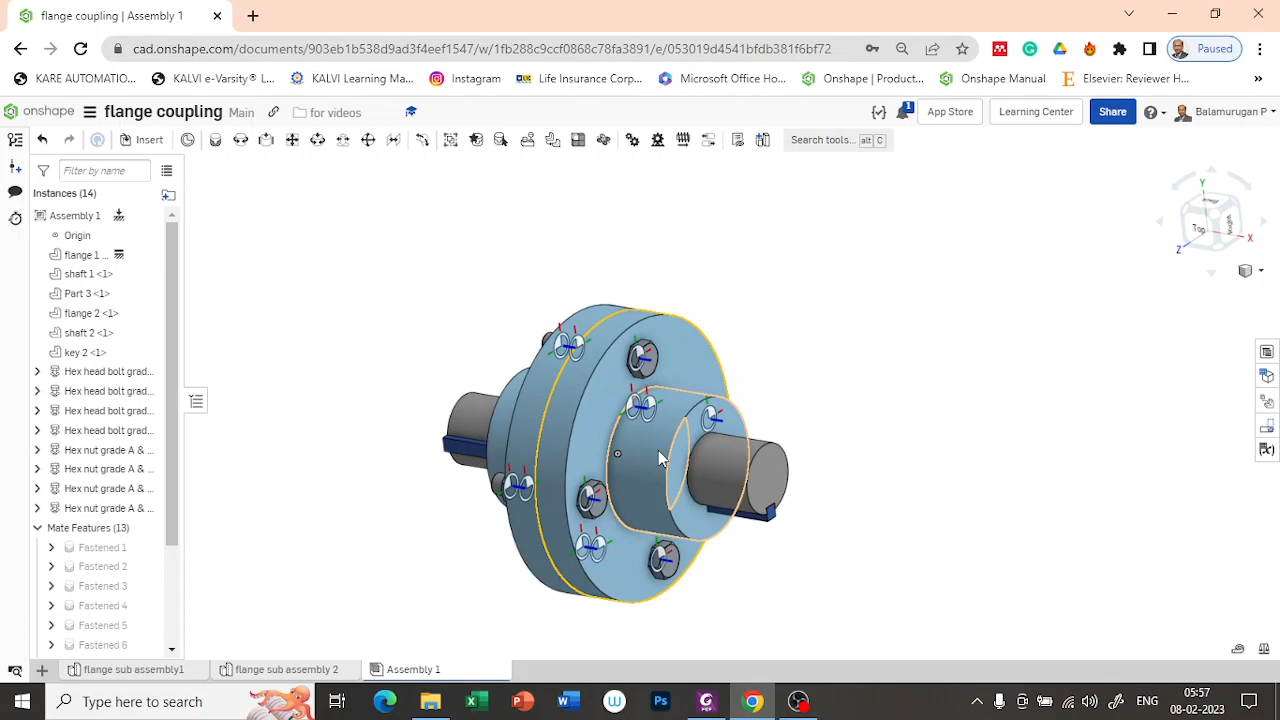 flange coupling | Assembly 1
cad.onshape.com/documents/903eb1b538d9ad3f4eef1547/w/1fb288c9ccf0868c78fa3891/e/053019d4541bfdb381f6bf72
Paused
KARE AUTOMATIO...
KALVI e-Varsity ® L...
KALVI Learning Ma...
Instagram
Life Insurance Corp...
Microsoft Office Ho...
Onshape | Product...
Onshape Manual
E Elsevier: Reviewer H...
»
onshape
flange coupling
Main
for videos
1
App Store
Learning Center
Share
Balamurugan P
Insert
Search tools... alt C
Filter by name
Instances (14)
Assembly 1
Origin
flange 1 ...
shaft 1 <1>
Part 3 <1>
flange 2 <1>
shaft 2 <1>
key 2 <1>
Hex head bolt grad...
Hex head bolt grad...
Hex head bolt grad...
Hex head bolt grad...
Hex nut grade A & ...
Hex nut grade A & ...
Hex nut grade A & ...
Hex nut grade A & ...
Mate Features (13)
Fastened 1
Fastened 2
Fastened 3
Fastened 4
Fastened 5
Fastened 6
Y
Top
X
Z
flange sub assembly1
flange sub assembly 2
Assembly 1
Type here to search
ENG
05:57
08-02-2023